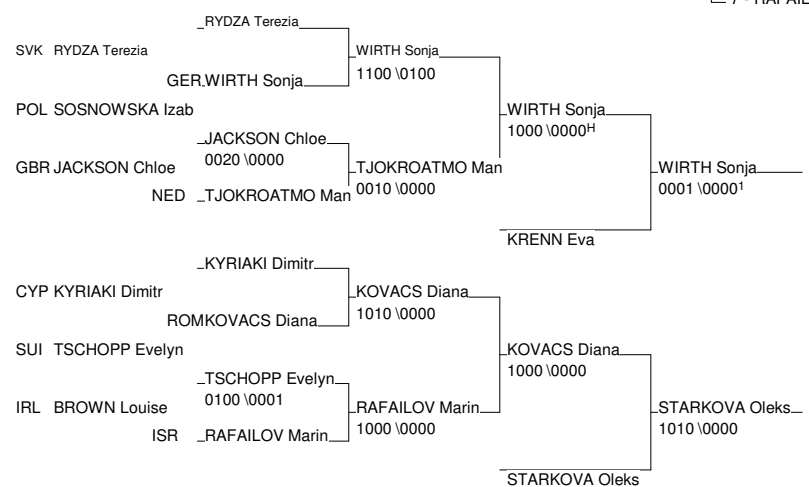 7 - RAFAIL
RYDZA Terezia
SVK RYDZA Terezia
WIRTH Sonja
GER WIRTH Sonja
1100 \0100
POL SOSNOWSKA Izab
WIRTH Sonja
1000 \0000H
JACKSON Chloe
0020 \0000
GBR JACKSON Chloe
TJOKROATMO Man
0010 \0000
WIRTH Sonja
0001 \00001
NED TJOKROATMO Man
KRENN Eva
KYRIAKI Dimitr
CYP KYRIAKI Dimitr
KOVACS Diana
1010 \0000
ROM KOVACS Diana
SUI TSCHOPP Evelyn
KOVACS Diana
1000 \0000
TSCHOPP Evelyn
0100 \0001
IRL BROWN Louise
RAFAILOV Marin
1000 \0000
STARKOVA Oleks
1010 \0000
ISR RAFAILOV Marin
STARKOVA Oleks